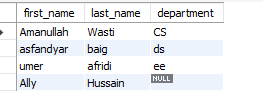 first_name last_name department
Amanullah Wasti CS
asfandyar baig ds
umer afridi ee
Ally Hussain NULL